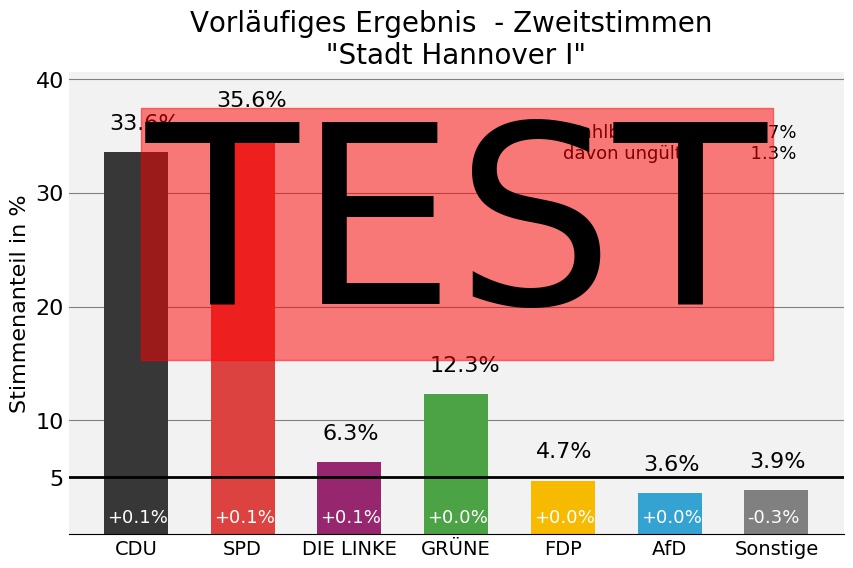 Vorläufiges Ergebnis - Zweitstimmen
"Stadt Hannover I"
Stimmenanteil in %
40
30
20
10
5
33.6%
35.6%
6.3%
12.3%
4.7%
3.6%
3.9%
TEST
davon
1.3%
+0.1%
+0.1%
+0.1%
+0.0%
+0.0%
+0.0%
-0.3%
CDU
SPD
DIE LINKE
GRÜNE
FDP
AfD
Sonstige